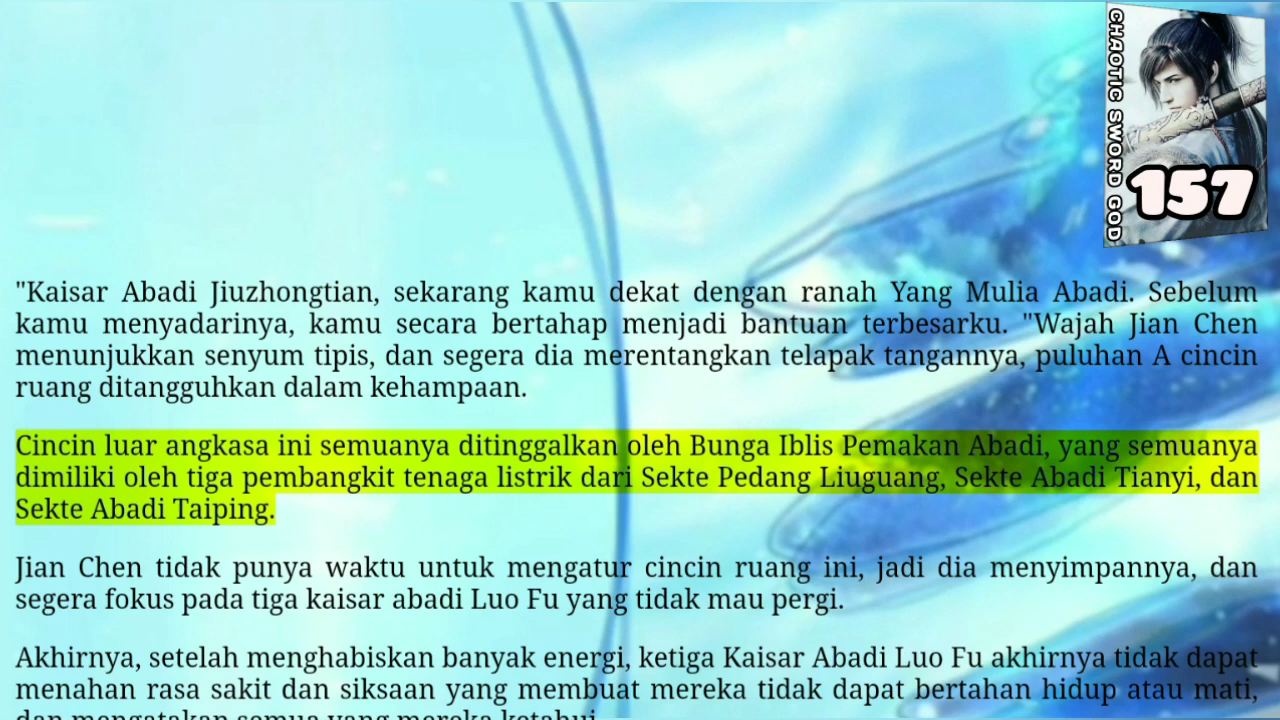 CHAOTIC SWORD GOD
157
"Kaisar Abadi Jiuzhongtian, sekarang kamu dekat dengan ranah Yang Mulia Abadi. Sebelum
kamu menyadarinya, kamu secara bertahap menjadi bantuan terbesarku. "Wajah Jian Chen
menunjukkan senyum tipis, dan segera dia merentangkan telapak tangannya, puluhan A cincin
ruang ditangguhkan dalam kehampaan.
Cincin luar angkasa ini semuanya ditinggalkan oleh Bunga Iblis Pemakan Abadi, yang semuanya
dimiliki oleh tiga pembangkit tenaga listrik dari Sekte Pedang Liuguang, Sekte Abadi Tianyi, dan
Sekte Abadi Taiping.
Jian Chen tidak punya waktu untuk mengatur cincin ruang ini, jadi dia menyimpannya, dan
segera fokus pada tiga kaisar abadi Luo Fu yang tidak mau pergi.
Akhirnya, setelah menghabiskan banyak energi, ketiga Kaisar Abadi Luo Fu akhirnya tidak dapat
menahan rasa sakit dan siksaan yang membuat mereka tidak dapat bertahan hidup atau mati,
dan mengatakan semua yang mereka ketahui.